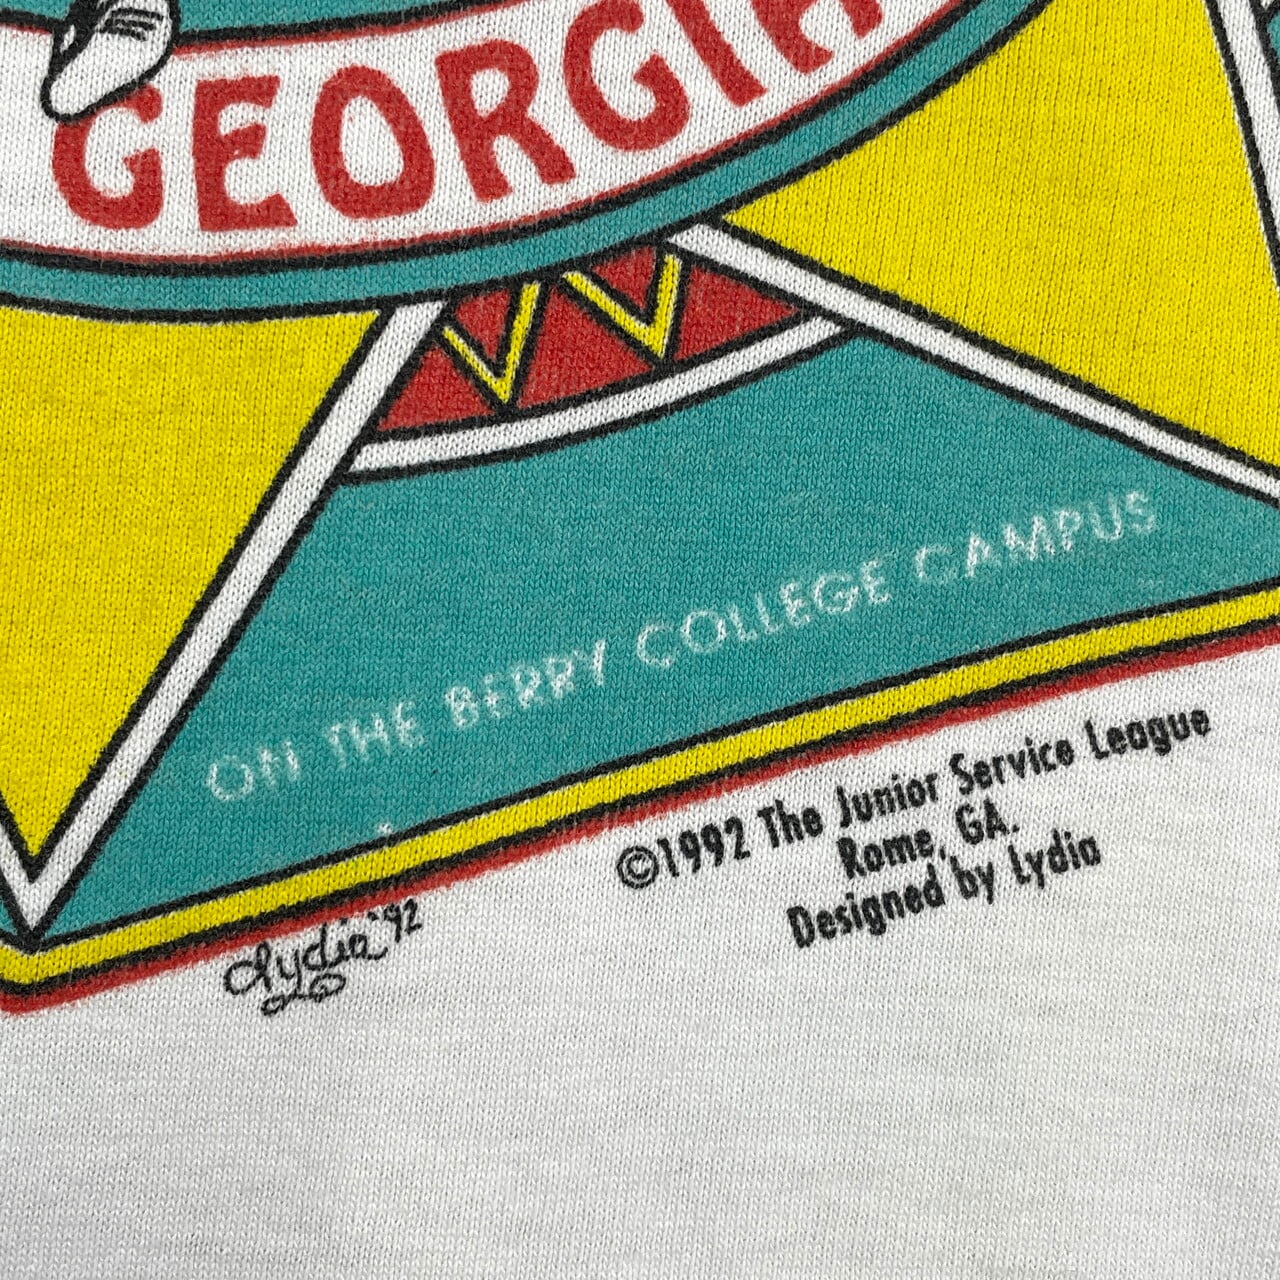 GEORGIA
ON THE BERRY COLLEGE CAMPUS
©1992 The Junior Service League
Rome, GA.
Designed by Lydia
Lydia '92